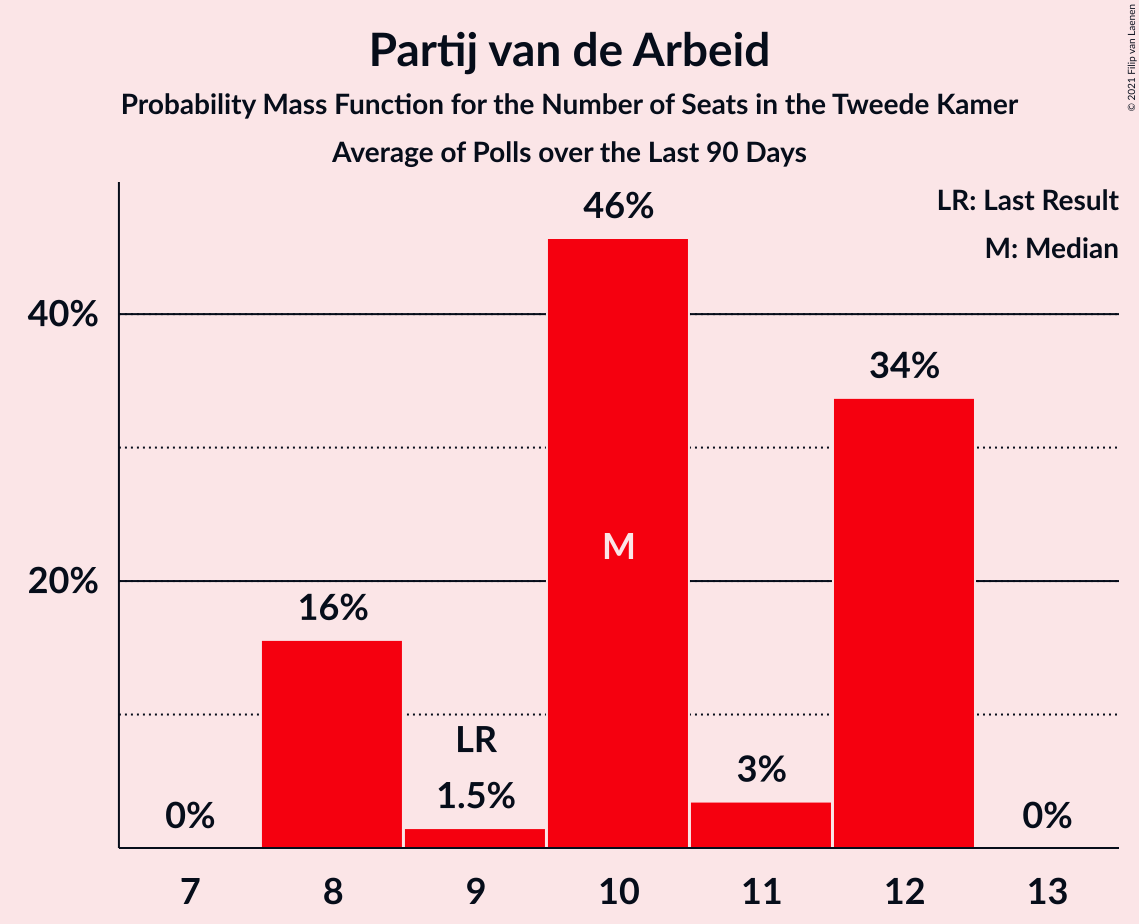 Partij van de Arbeid
Probability Mass Function for the Number of Seats in the Tweede Kamer
Average of Polls over the Last 90 Days
© 2021 Filip van Laenen
LR: Last Result
M: Median
46%
40%
34%
M
20%
16%
LR
1.5%
3%
0%
0%
7 8 9 10 11 12 13